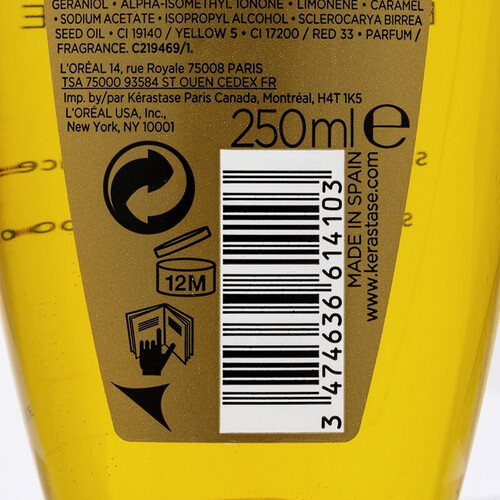 GERANIOL • ALPHA-ISOMETHYL IONONE • LIMONENE • CARAMEL
• SODIUM ACETATE • ISOPROPYL ALCOHOL • SCLEROCARYA BIRREA
SEED OIL • CI 19140 / YELLOW 5 • CI 17200 / RED 33 • PARFUM /
FRAGRANCE. C219469/1.
L'ORÉAL 14, rue Royale 75008 PARIS
TSA 75000 93584 ST OUEN CEDEX FR
Imp. by/par Kérastase Paris Canada, Montréal, H4T 1K5
L'ORÉAL USA, Inc.,
New York, NY 10001
250ml e
12M
3 474636 614103
MADE IN SPAIN
www.kerastase.com